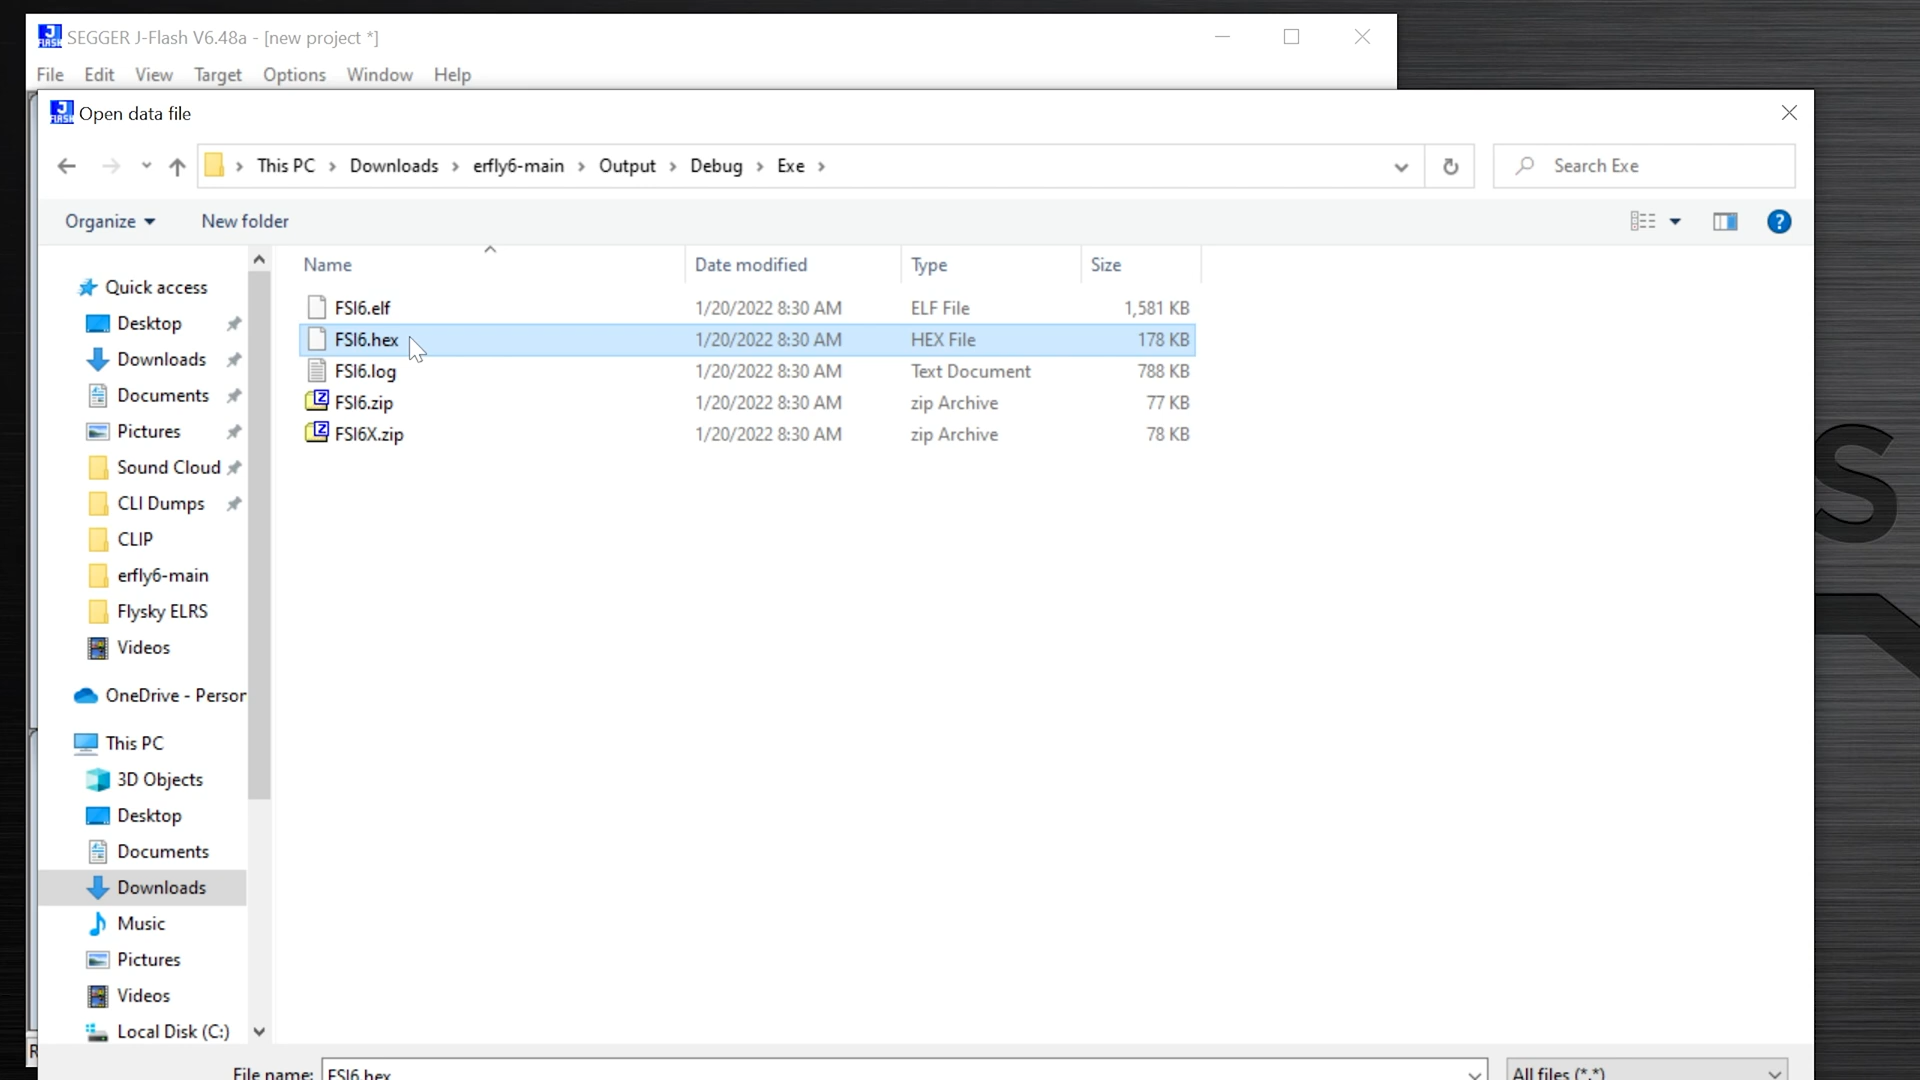 SEGGER J-Flash V6.48a - [new project *]
File Edit View Target Options Window Help
Open data file
This PC > Downloads > erfly6-main > Output > Debug > Exe >
Search Exe
Organize New folder
Name Date modified Type Size
FSI6.elf 1/20/2022 8:30 AM ELF File 1,581 KB
FSI6.hex 1/20/2022 8:30 AM HEX File 178 KB
FSI6.log 1/20/2022 8:30 AM Text Document 788 KB
FSI6.zip 1/20/2022 8:30 AM zip Archive 77 KB
FSI6X.zip 1/20/2022 8:30 AM zip Archive 78 KB
Quick access
Desktop
Downloads
Documents
Pictures
Sound Cloud
CLI Dumps
CLIP
erfly6-main
Flysky ELRS
Videos
OneDrive - Person
This PC
3D Objects
Desktop
Documents
Downloads
Music
Pictures
Videos
Local Disk (C:)
File name: FSI6.hex All files (*.*)
S
R